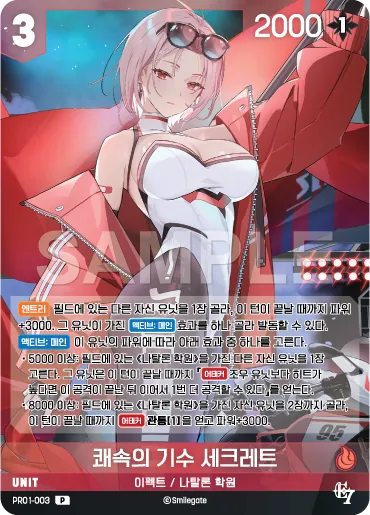 3
2000 1
SAMPLE
엔트리 필드에 있는 다른 자신 유닛을 1장 골라, 이 턴이 끝날 때까지 파워
+3000. 그 유닛이 가진 액티브: 메인 효과를 하나 골라 발동할 수 있다.
액티브: 메인 이 유닛의 파워에 따라 아래 효과 중 하나를 고른다.
· 5000 이상: 필드에 있는 《나탈론 학원》을 가진 다른 자신 유닛을 1장
고른다. 그 유닛은 이 턴이 끝날 때까지 「어태커 조우 유닛보다 히트가
높다면 이 공격이 끝난 뒤 이어서 1번 더 공격할 수 있다.」를 얻는다.
· 8000 이상: 필드에 있는 《나탈론 학원》을 가진 자신 유닛을 2장까지 골라,
이 턴이 끝날 때까지 어태커 관통[1]을 얻고 파워+3000.
95
쾌속의 기수 세크레트
UNIT
이펙트 / 나탈론 학원
PR01-003 P
©Smilegate